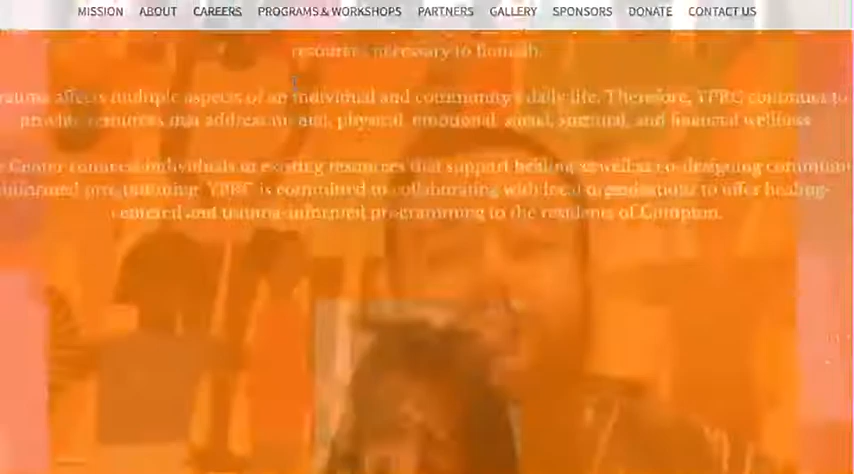 MISSION ABOUT CAREERS PROGRAMS & WORKSHOPS PARTNERS GALLERY SPONSORS DONATE CONTACT US
resources necessary to flourish.
affects multiple aspects of an individual and community's daily life. Therefore, YPRC continues to
provide resources that address mental, physical, emotional, social, spiritual, and financial wellness
Center connects individuals to existing resources that support healing as well as co-designing
informed programming. YPRC is committed to collaborating with local organizations to offer healing-
centered and trauma-informed programming to the residents of Compton.